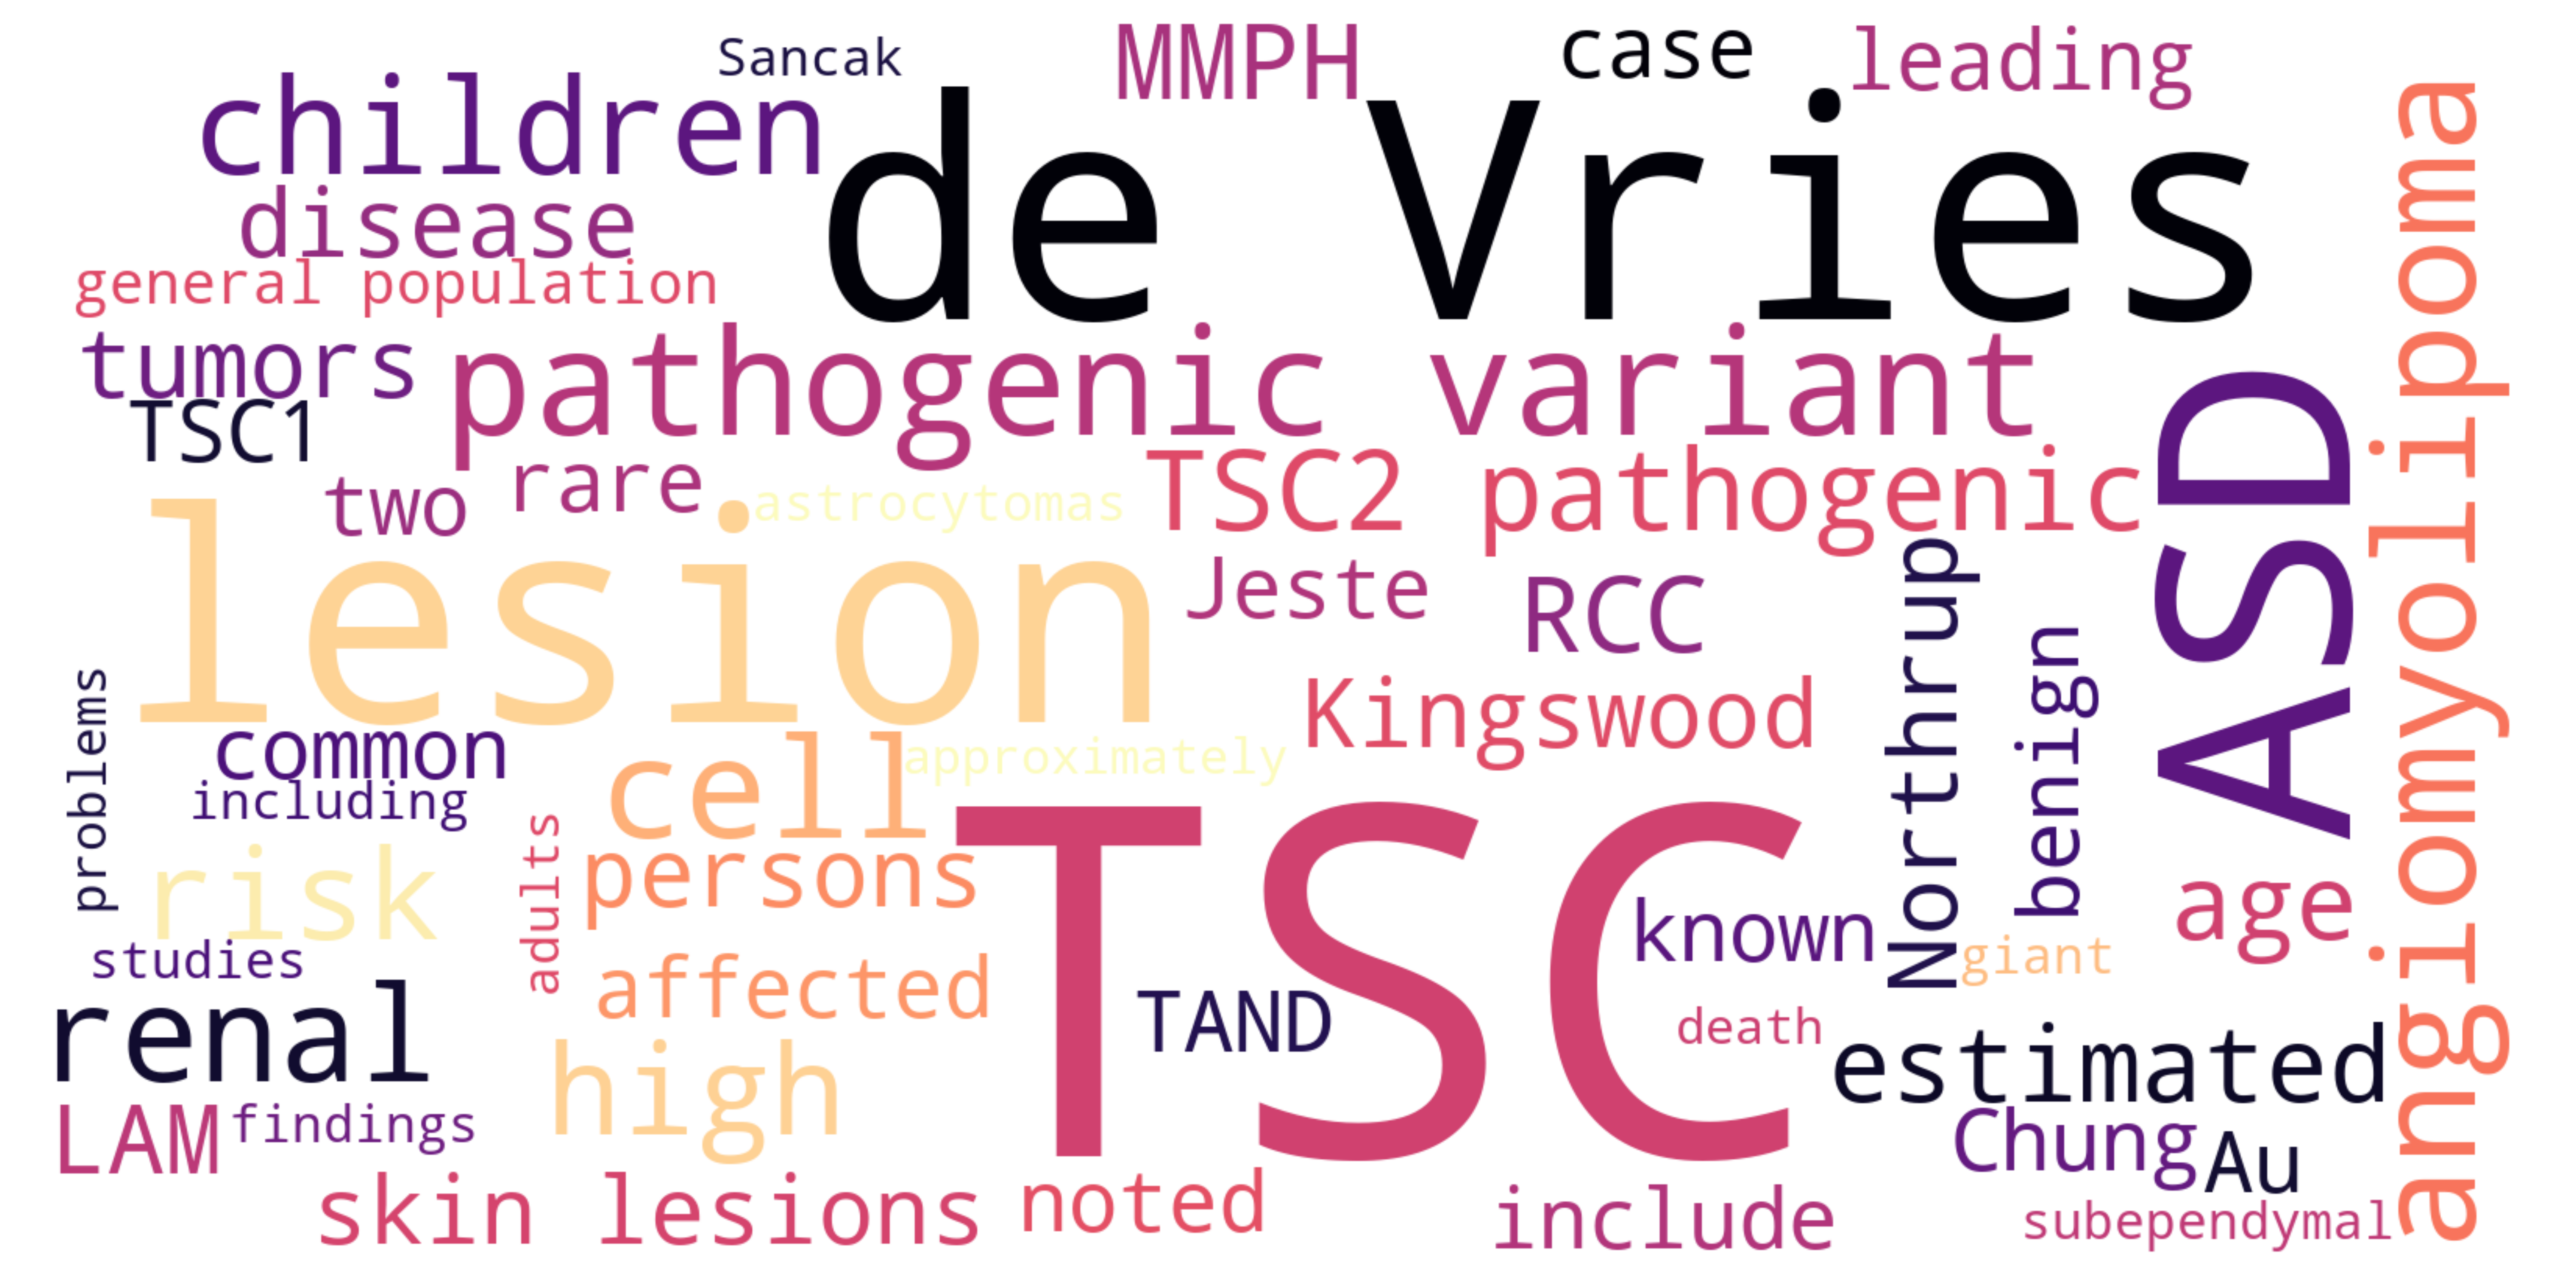 Sancak
MMPH
case
leading
children
de Vries
disease
general population
tumors
pathogenic variant
TSC1
two
rare
astrocytomas
TSC2
pathogenic
ASD
angiomyolipoma
lesion
Jeste
RCC
Northrup
benign
Kingswood
problems
common
including
cell
approximately
TSC
risk
adults
persons
known
age
studies
affected
giant
renal
TAND
death
estimated
high
LAM
findings
Chung
Au
skin lesions
noted
include
subependymal